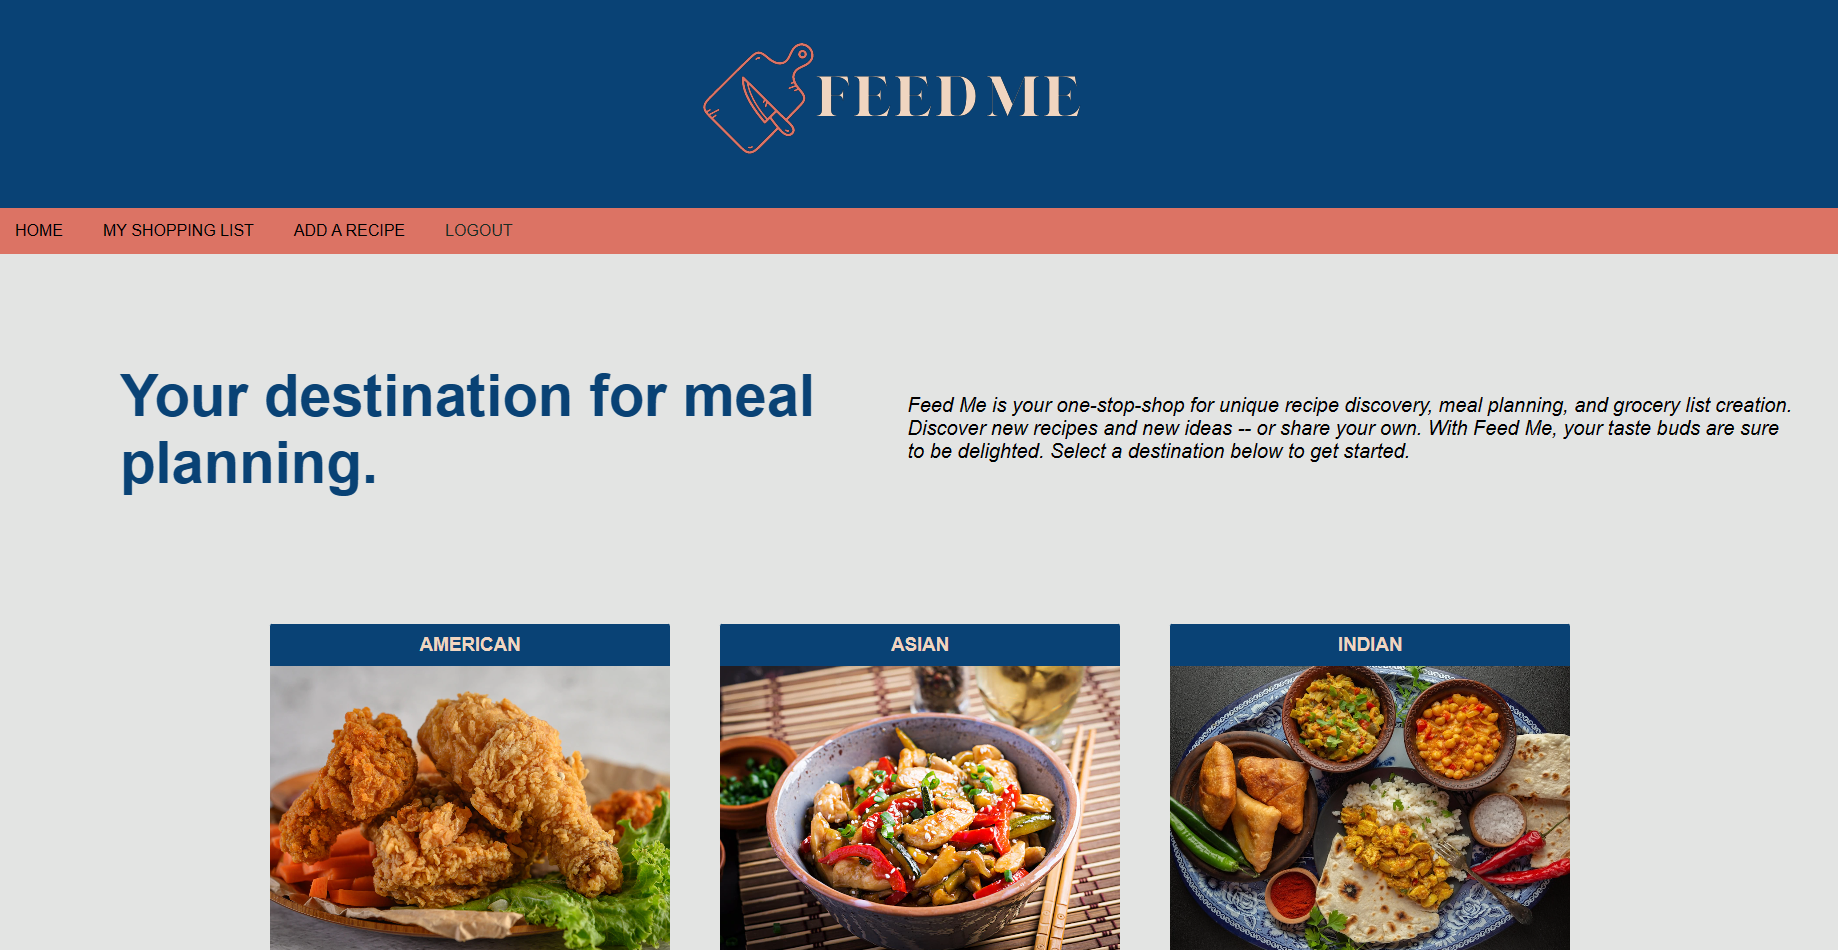 FEED ME
HOME
MY SHOPPING LIST
ADD A RECIPE
LOGOUT
Your destination for meal
planning.
Feed Me is your one-stop-shop for unique recipe discovery, meal planning, and grocery list creation.
Discover new recipes and new ideas -- or share your own. With Feed Me, your taste buds are sure
to be delighted. Select a destination below to get started.
AMERICAN
ASIAN
INDIAN